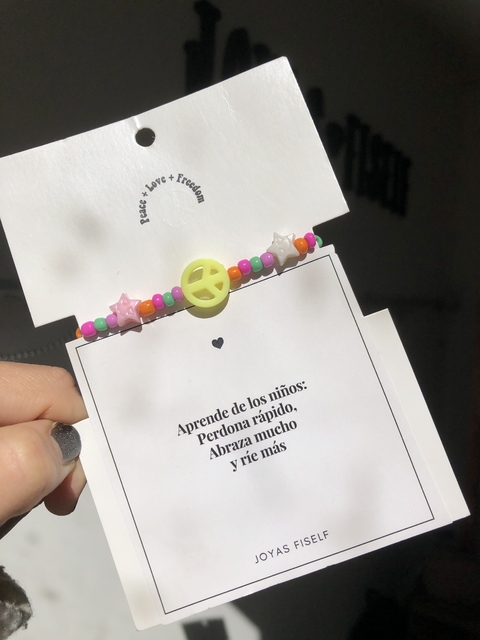 Peace + Love + Freedom
Aprende de los niños:
Perdona rápido,
Abraza mucho
y ríe más
JOYAS FISELF